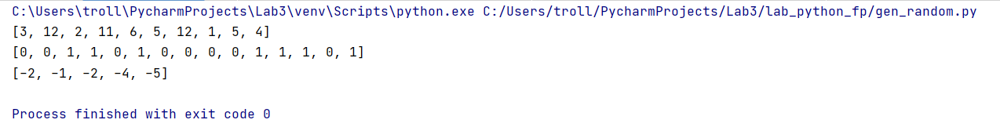 C:\Users\troll\PycharmProjects\Lab3\venv\Scripts\python.exe C:/Users/troll/PycharmProjects/Lab3/lab_python_fp/gen_random.py
[3, 12, 2, 11, 6, 5, 12, 1, 5, 4]
[0, 0, 1, 1, 0, 1, 0, 0, 0, 0, 1, 1, 1, 0, 1]
[-2, -1, -2, -4, -5]
Process finished with exit code 0